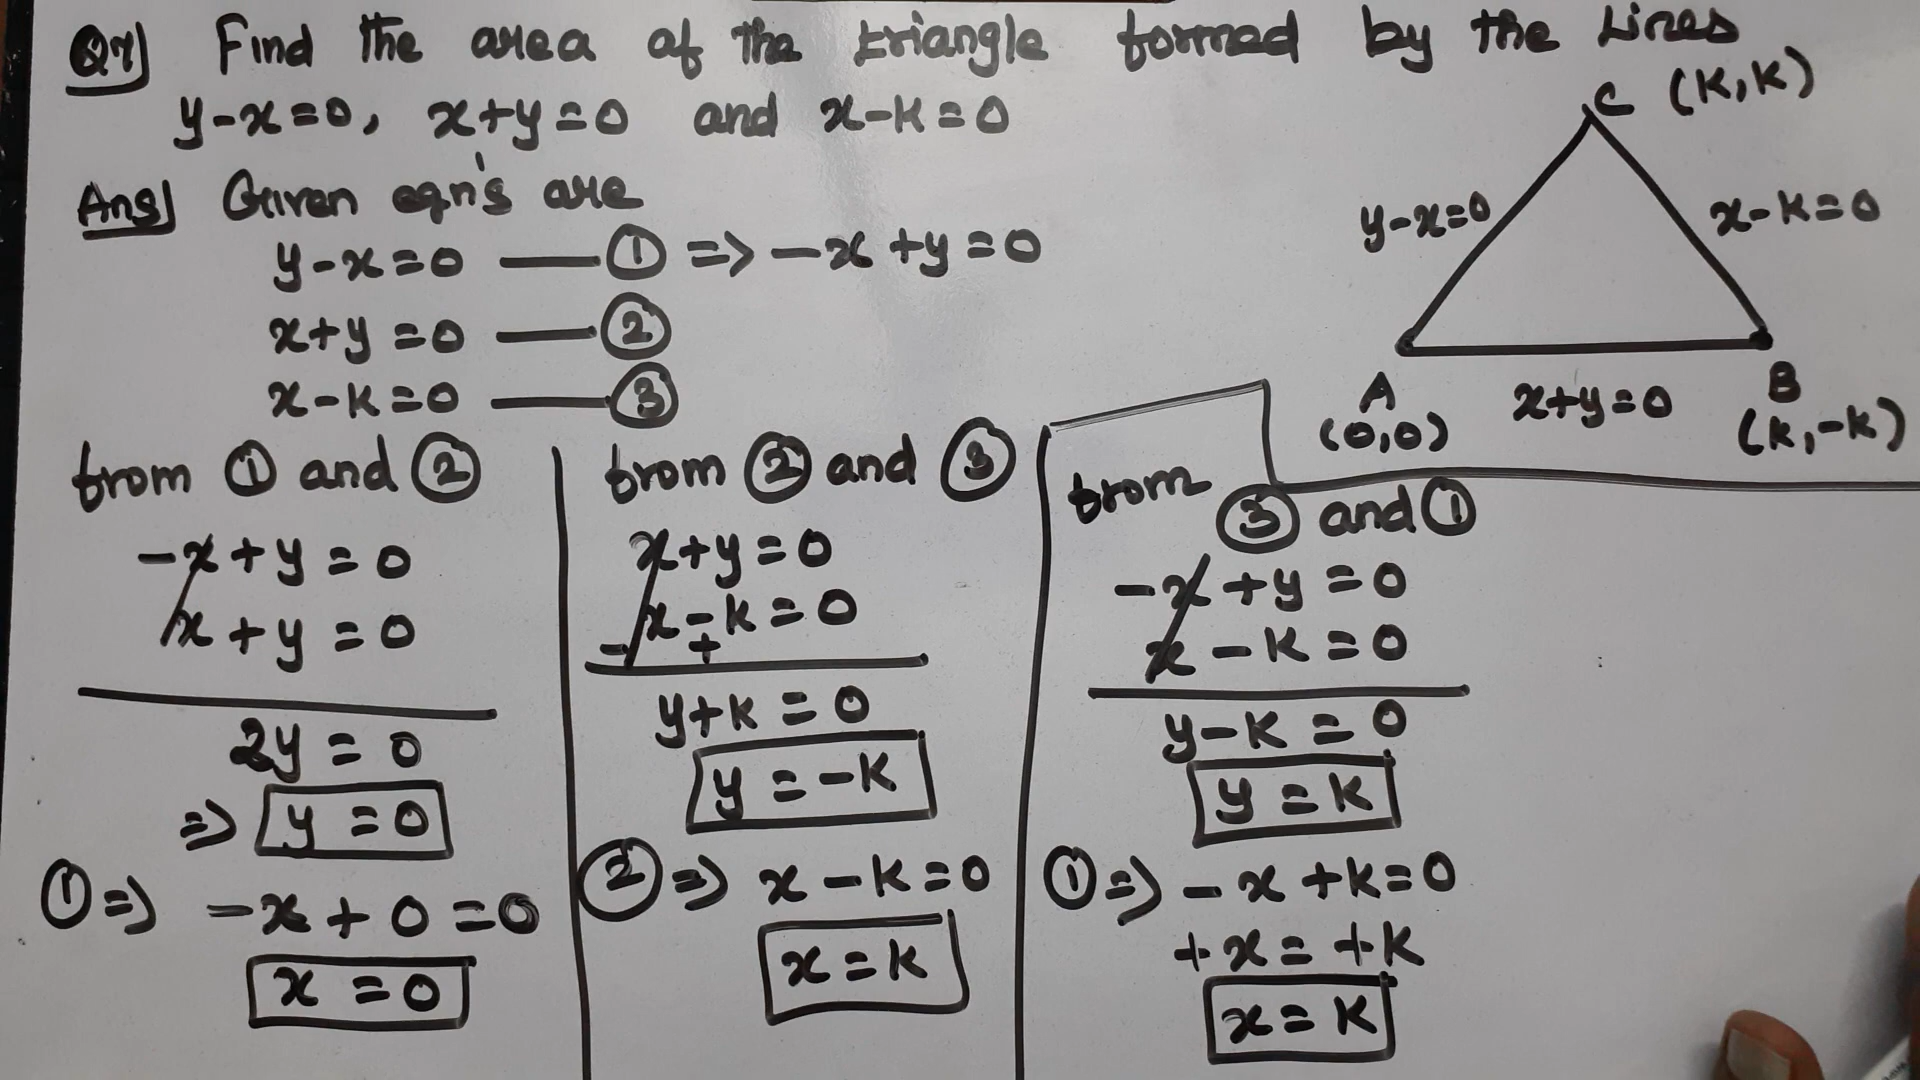 Q7) Find the area of the triangle formed by the Lines
y-x=0, x+y=0 and x-k=0
Ans) Given eqn's are
y-x=0 —— ① => -x+y=0
x+y=0 —— ②
x-k=0 —— ③
C (k,k)
y-x=0
x-k=0
A
(0,0)
x+y=0
B
(k,-k)
from ① and ②
-x+y=0
x+y=0
2y=0
=> y=0
① => -x+0=0
x=0
from ② and ③
x+y=0
x-k=0
- +
y+k=0
y=-k
② => x-k=0
x=k
from
③ and ①
-x+y=0
x-k=0
y-k=0
y=k
① => -x+k=0
+x=+k
x=k